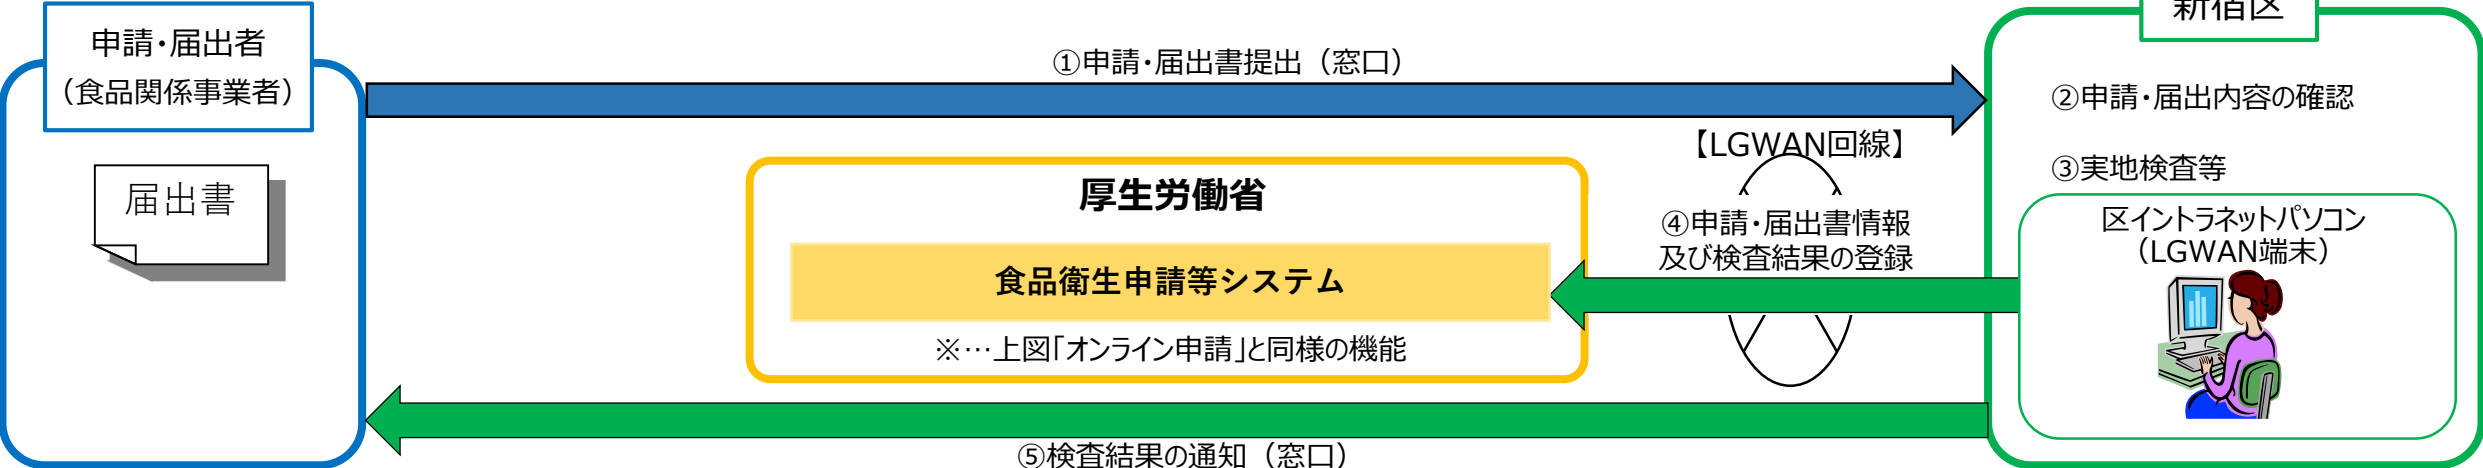 新宿区
申請・届出者
（食品関係事業者）
①申請・届出書提出（窓口）
②申請・届出内容の確認
【LGWAN回線】
③実地検査等
届出書
厚生労働省
④申請・届出書情報
及び検査結果の登録
区イントラネットパソコン
（LGWAN端末）
食品衛生申請等システム
※…上図「オンライン申請」と同様の機能
⑤検査結果の通知（窓口）